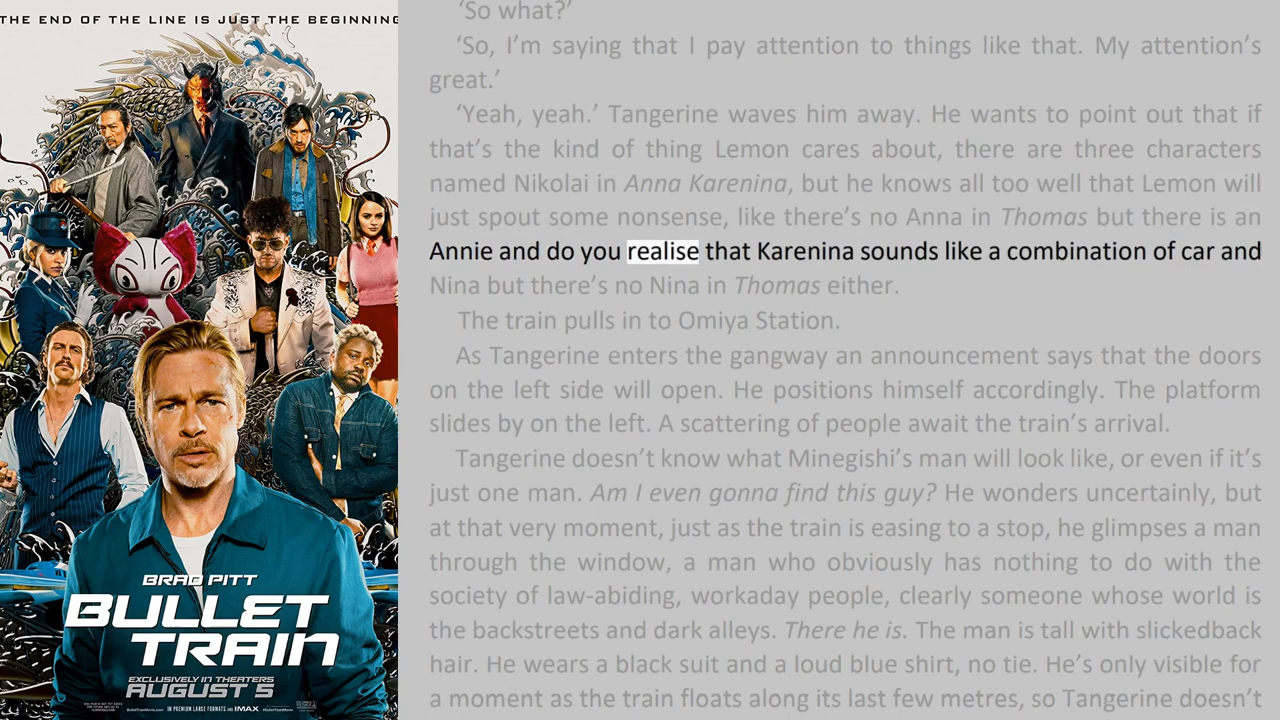 THE END OF THE LINE IS JUST THE BEGINNING
BRAD PITT
BULLET
TRAIN
EXCLUSIVELY IN THEATERS
AUGUST 5
BulletTrainMovie.com IN PREMIUM LARGE FORMATS AND IMAX #BulletTrainMovie
‘So what?’
‘So, I’m saying that I pay attention to things like that. My attention’s
great.’
‘Yeah, yeah.’ Tangerine waves him away. He wants to point out that if
that’s the kind of thing Lemon cares about, there are three characters
named Nikolai in Anna Karenina, but he knows all too well that Lemon will
just spout some nonsense, like there’s no Anna in Thomas but there is an
Annie and do you realise that Karenina sounds like a combination of car and
Nina but there’s no Nina in Thomas either.
The train pulls in to Omiya Station.
As Tangerine enters the gangway an announcement says that the doors
on the left side will open. He positions himself accordingly. The platform
slides by on the left. A scattering of people await the train’s arrival.
Tangerine doesn’t know what Minegishi’s man will look like, or even if it’s
just one man. Am I even gonna find this guy? He wonders uncertainly, but
at that very moment, just as the train is easing to a stop, he glimpses a man
through the window, a man who obviously has nothing to do with the
society of law-abiding, workaday people, clearly someone whose world is
the backstreets and dark alleys. There he is. The man is tall with slickedback
hair. He wears a black suit and a loud blue shirt, no tie. He’s only visible for
a moment as the train floats along its last few metres, so Tangerine doesn’t